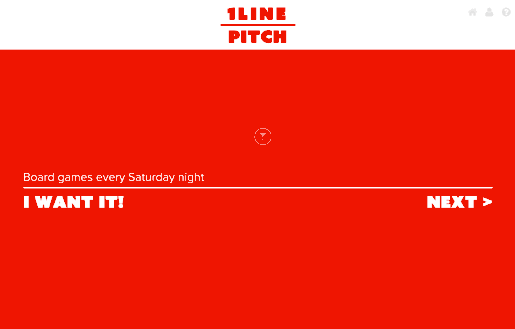 1LINE
PITCH
Board games every Saturday night
I WANT IT!
NEXT >